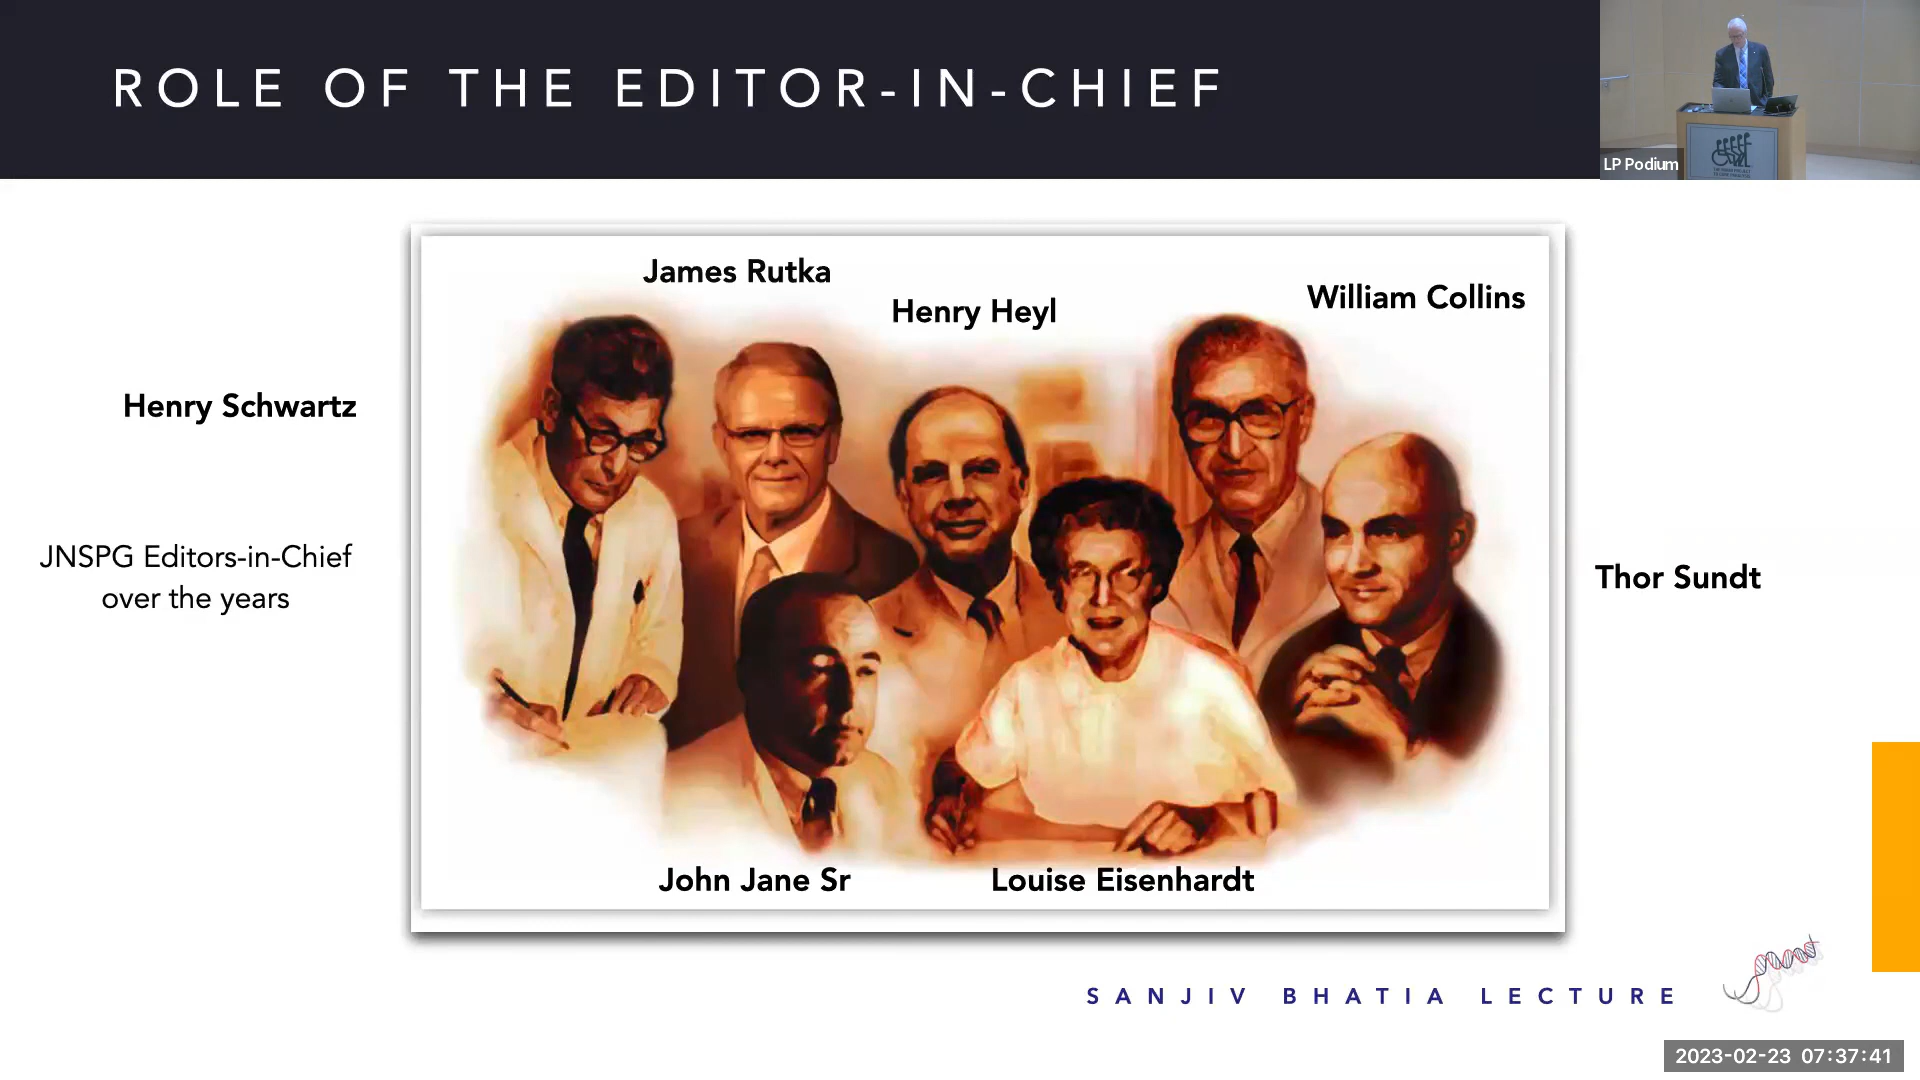 ROLE OF THE EDITOR-IN-CHIEF
LP Podium
James Rutka
Henry Heyl
William Collins
Henry Schwartz
JNSPG Editors-in-Chief
over the years
Thor Sundt
John Jane Sr
Louise Eisenhardt
SANJIV BHATIA LECTURE
2023-02-23 07:37:41